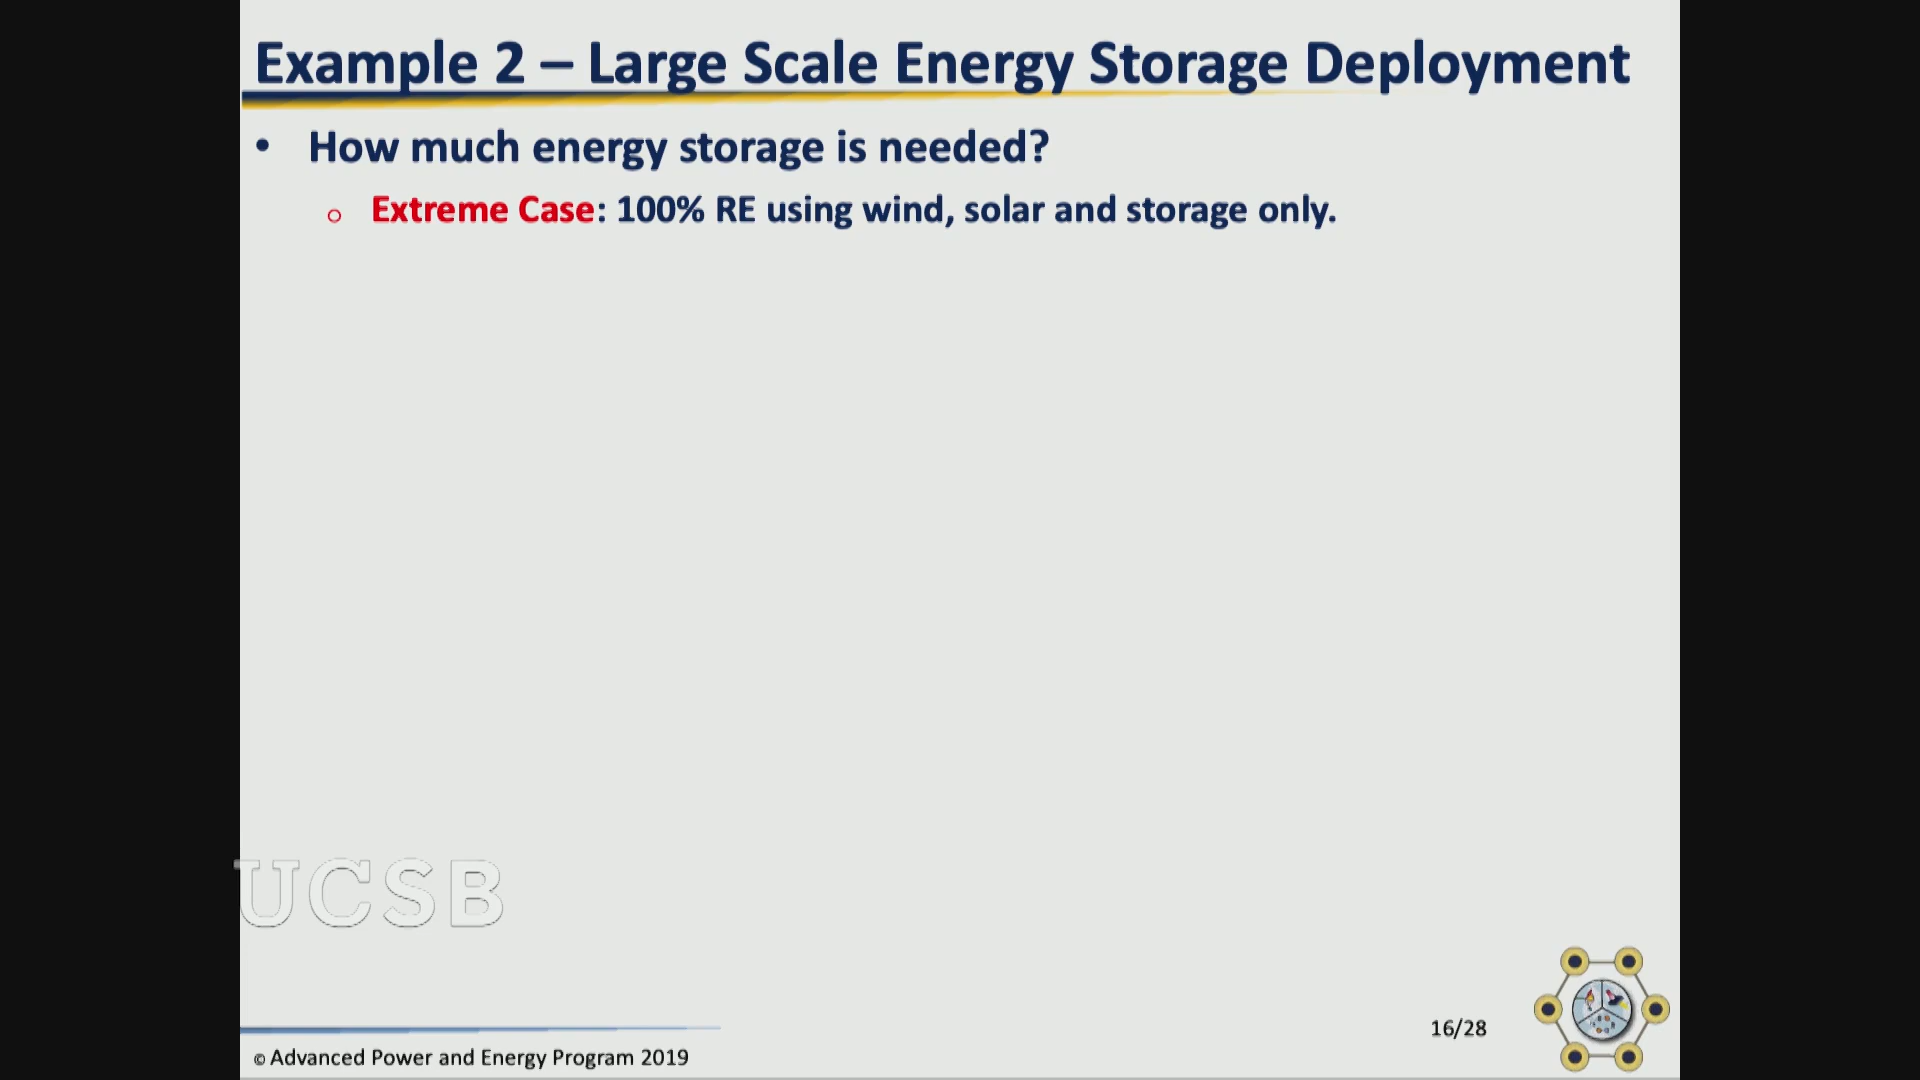 Example 2 – Large Scale Energy Storage Deployment
• How much energy storage is needed?
o Extreme Case: 100% RE using wind, solar and storage only.
UCSB
16/28
© Advanced Power and Energy Program 2019